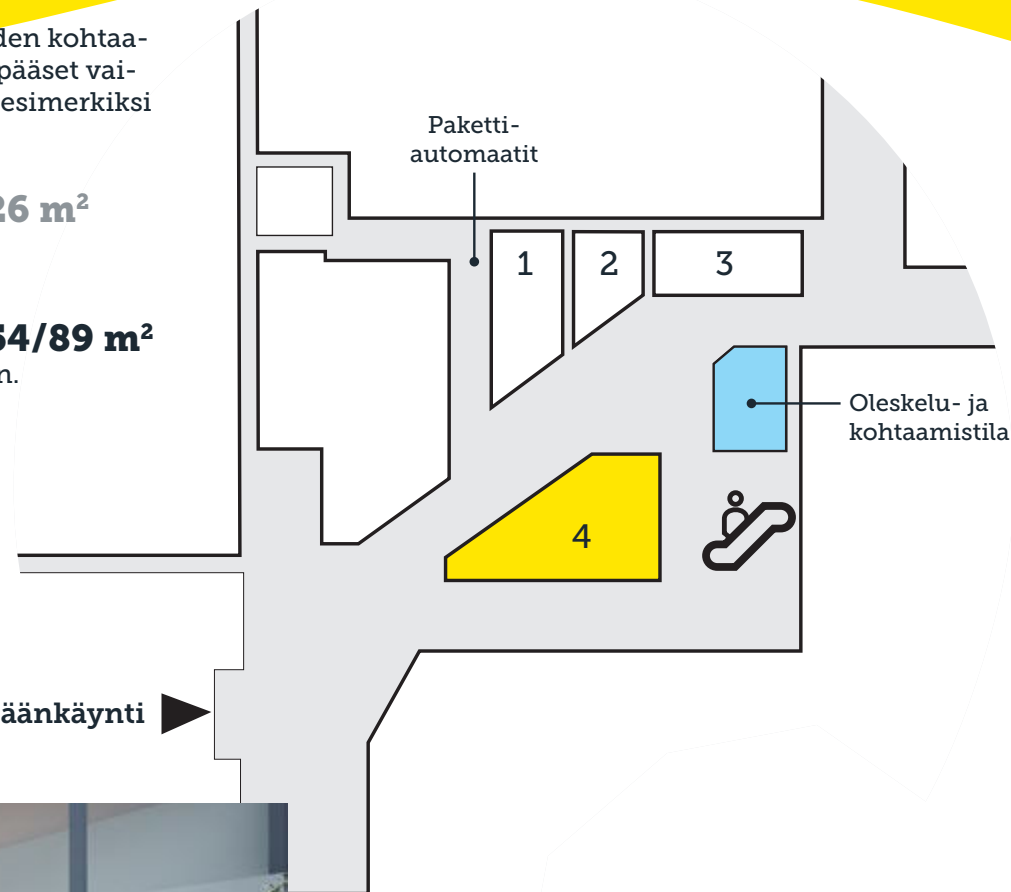 den kohtaa-
pääset vai-
esimerkiksi
26 m²
54/89 m²
n.
Paketti-
automaatit
1
2
3
Oleskelu- ja
kohtaamistila
4
äänkäynti